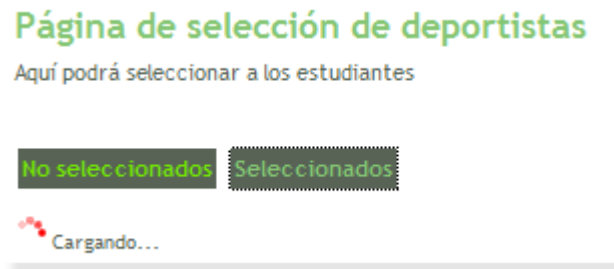 Página de selección de deportistas
Aquí podrá seleccionar a los estudiantes
No seleccionados Seleccionados
Cargando...